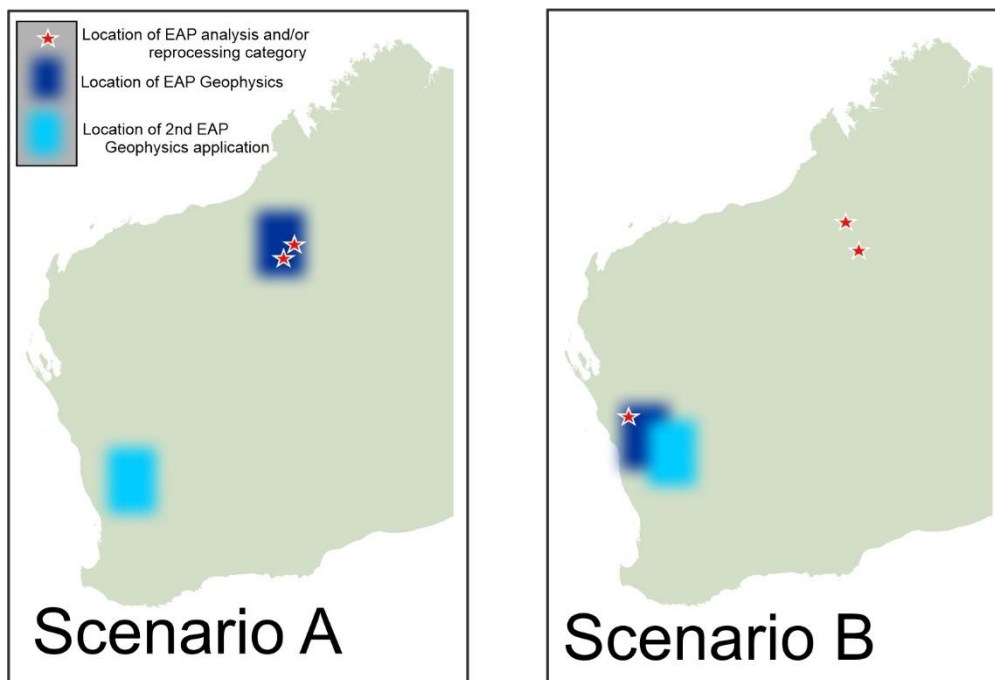 Location of EAP analysis and/or
reprocessing category
Location of EAP Geophysics
Location of 2nd EAP
Geophysics application
Scenario A
Scenario B